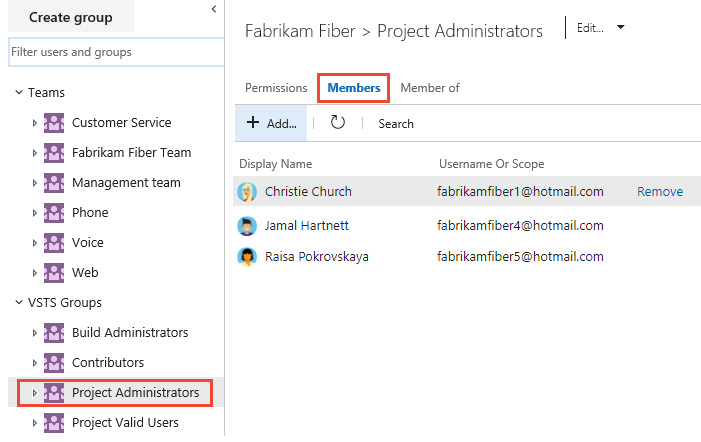 Create group
Filter users and groups
Teams
Customer Service
Fabrikam Fiber Team
Management team
Phone
Voice
Web
VSTS Groups
Build Administrators
Contributors
Project Administrators
Project Valid Users
Fabrikam Fiber > Project Administrators Edit...
Permissions Members Member of
+ Add... Search
Display Name Username Or Scope
Christie Church fabrikamfiber1@hotmail.com Remove
Jamal Hartnett fabrikamfiber4@hotmail.com
Raisa Pokrovskaya fabrikamfiber5@hotmail.com